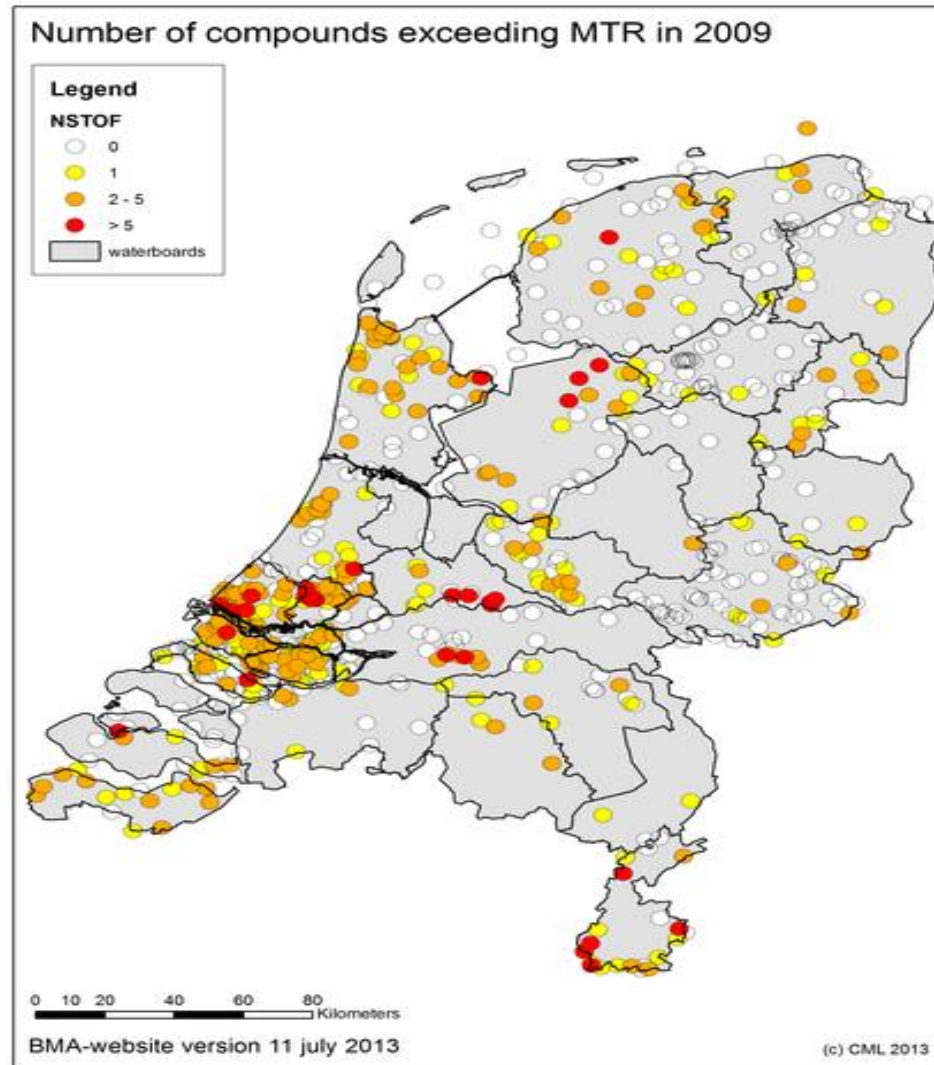 Number of compounds exceeding MTR in 2009
Legend
NSTOF
0
1
2 - 5
> 5
waterboards
0 10 20 40 60 80
Kilometers
BMA-website version 11 july 2013
(c) CML 2013